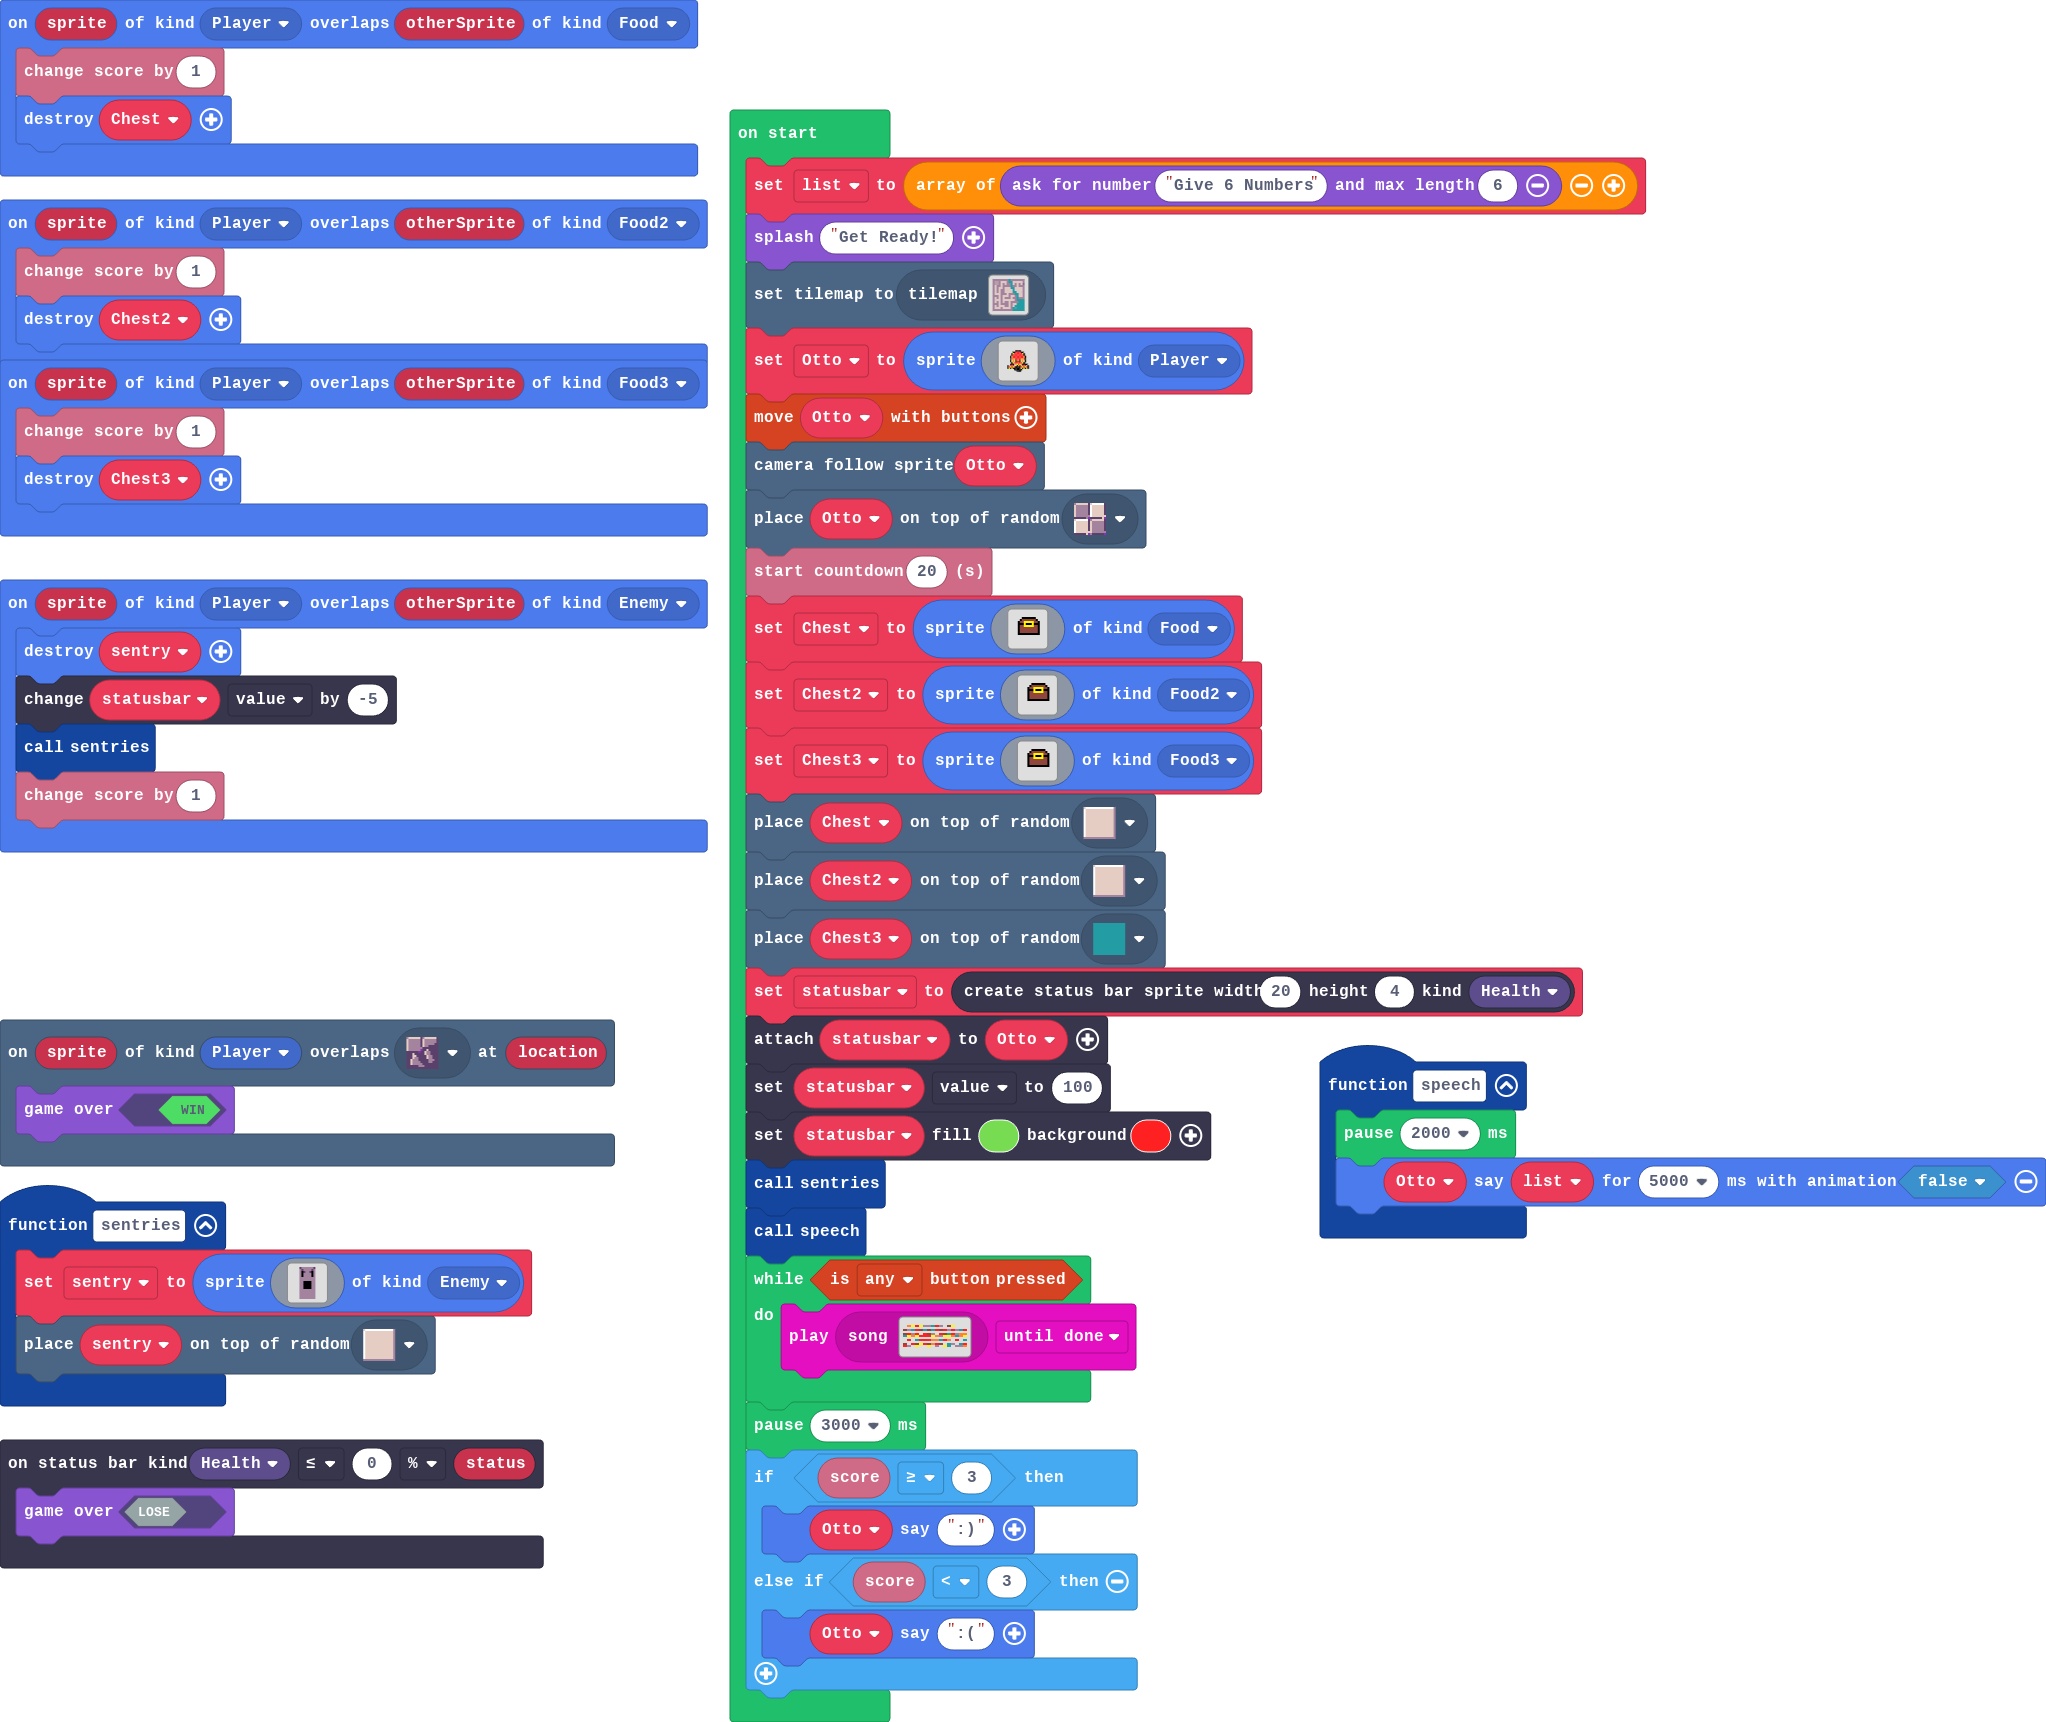 on sprite of kind Player overlaps otherSprite of kind Food
change score by 1
destroy Chest
on sprite of kind Player overlaps otherSprite of kind Food2
change score by 1
destroy Chest2
on sprite of kind Player overlaps otherSprite of kind Food3
change score by 1
destroy Chest3
on sprite of kind Player overlaps otherSprite of kind Enemy
destroy sentry
change statusbar value by -5
call sentries
change score by 1
on sprite of kind Player overlaps at location
game over WIN
function sentries
set sentry to sprite of kind Enemy
place sentry on top of random
on status bar kind Health ≤ 0 % status
game over LOSE
on start
set list to array of ask for number "Give 6 Numbers" and max length 6
splash "Get Ready!"
set tilemap to tilemap
set Otto to sprite of kind Player
move Otto with buttons
camera follow sprite Otto
place Otto on top of random
start countdown 20 (s)
set Chest to sprite of kind Food
set Chest2 to sprite of kind Food2
set Chest3 to sprite of kind Food3
place Chest on top of random
place Chest2 on top of random
place Chest3 on top of random
set statusbar to create status bar sprite width 20 height 4 kind Health
attach statusbar to Otto
set statusbar value to 100
set statusbar fill background
call sentries
call speech
while is any button pressed
do
play song until done
pause 3000 ms
if score ≥ 3 then
Otto say ":)"
else if score < 3 then
Otto say ":("
function speech
pause 2000 ms
Otto say list for 5000 ms with animation false